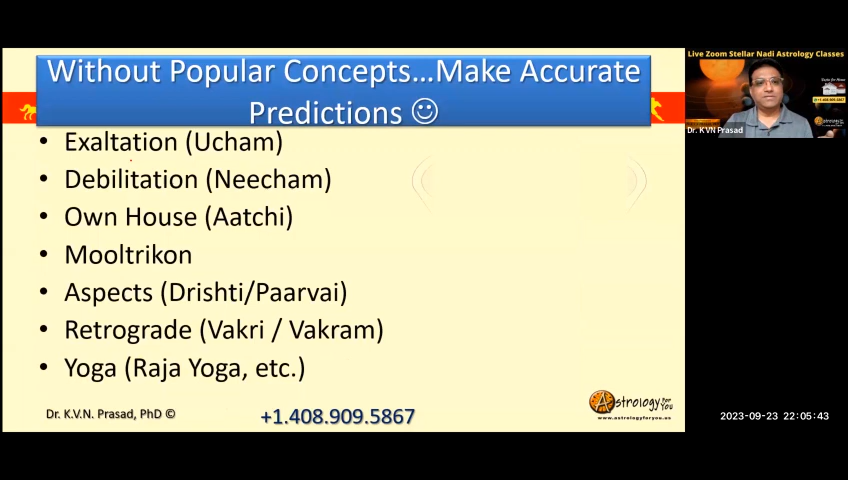 Without Popular Concepts...Make Accurate
Predictions ☺
• Exaltation (Ucham)
• Debilitation (Neecham)
• Own House (Aatchi)
• Mooltrikon
• Aspects (Drishti/Paarvai)
• Retrograde (Vakri / Vakram)
• Yoga (Raja Yoga, etc.)
Dr. K.V.N. Prasad, PhD ©
+1.408.909.5867
Astrology For You
www.astrologyforyou.us
Live Zoom Stellar Nadi Astrology Classes
Dr. KVN Prasad
2023-09-23 22:05:43